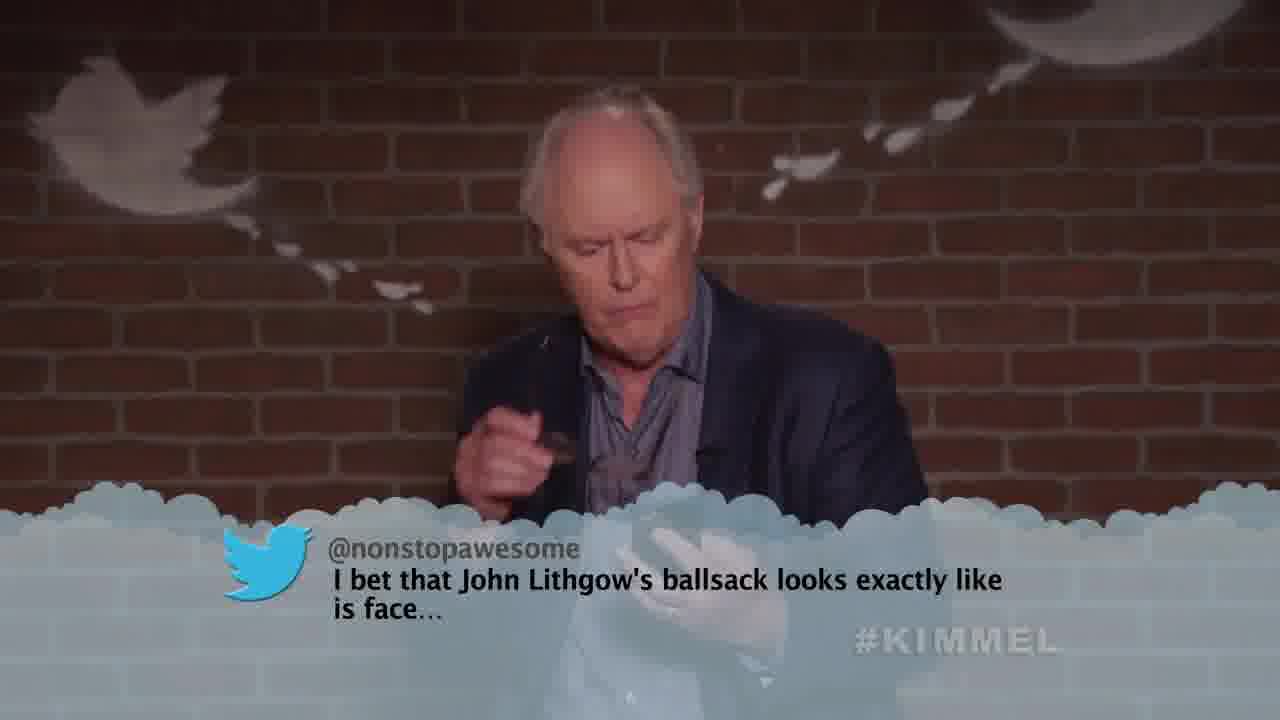 @nonstopawesome
I bet that John Lithgow's ballsack looks exactly like
is face...
#KIMMEL